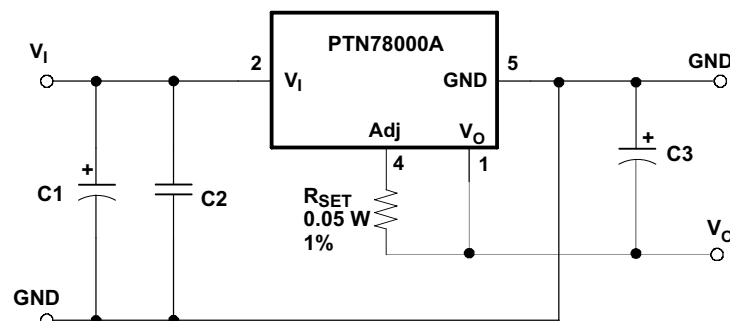 PTN78000A
V_I
2
5
GND
V_I
GND
Adj
V_O
+
4
1
+
C3
C1
C2
R_SET
0.05 W
1%
V_O
GND